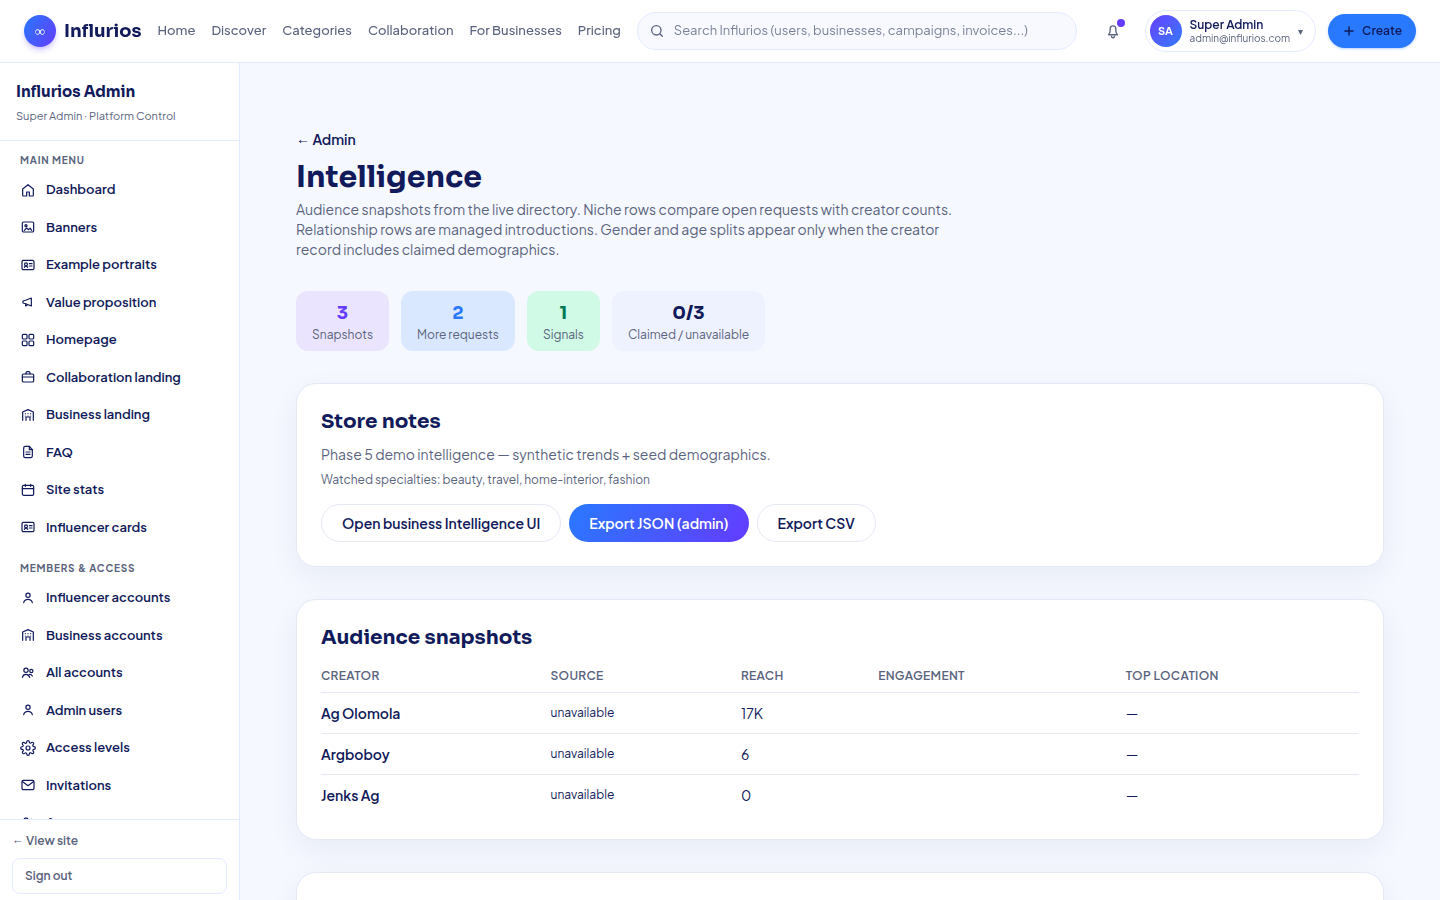 ∞ Influrios
Home
Discover
Categories
Collaboration
For Businesses
Pricing
Search Influrios (users, businesses, campaigns, invoices...)
SA
Super Admin
admin@influrios.com
▾
+ Create
Influrios Admin
Super Admin · Platform Control
MAIN MENU
Dashboard
Banners
Example portraits
Value proposition
Homepage
Collaboration landing
Business landing
FAQ
Site stats
Influencer cards
MEMBERS & ACCESS
Influencer accounts
Business accounts
All accounts
Admin users
Access levels
Invitations
← View site
Sign out
← Admin
Intelligence
Audience snapshots from the live directory. Niche rows compare open requests with creator counts.
Relationship rows are managed introductions. Gender and age splits appear only when the creator
record includes claimed demographics.
3
Snapshots
2
More requests
1
Signals
0/3
Claimed / unavailable
Store notes
Phase 5 demo intelligence — synthetic trends + seed demographics.
Watched specialties: beauty, travel, home-interior, fashion
Open business Intelligence UI
Export JSON (admin)
Export CSV
Audience snapshots
CREATOR SOURCE REACH ENGAGEMENT TOP LOCATION
Ag Olomola unavailable 17K —
Argboboy unavailable 6 —
Jenks Ag unavailable 0 —